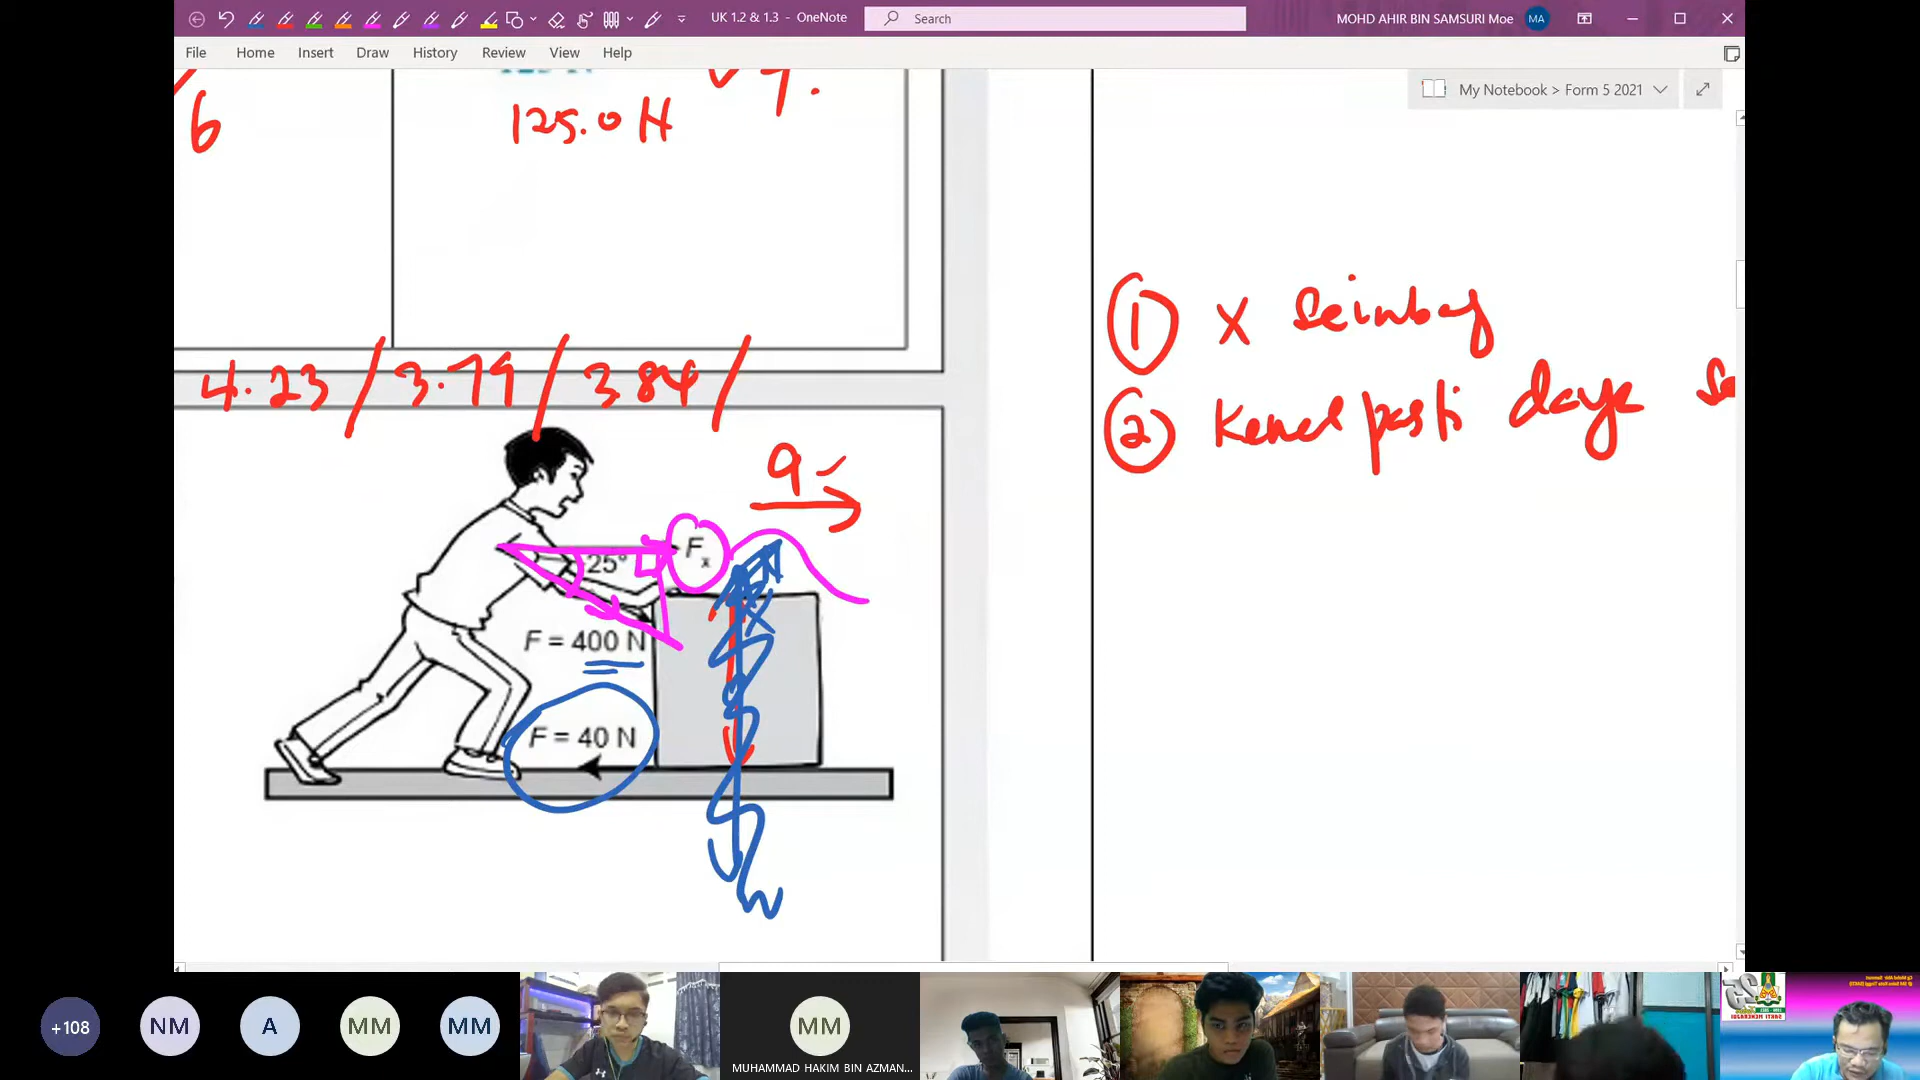 UK 1.2 & 1.3 - OneNote
Search
MOHD AHIR BIN SAMSURI Moe
MA
File Home Insert Draw History Review View Help
My Notebook > Form 5 2021
6
125.0 N
4.23 / 3.79 / 3.84 /
a
25°
Fx
F = 400 N
F = 40 N
① X Seimbang
② Kenal pasti daya
+108
NM
A
MM
MM
MM
MUHAMMAD HAKIM BIN AZMAN...